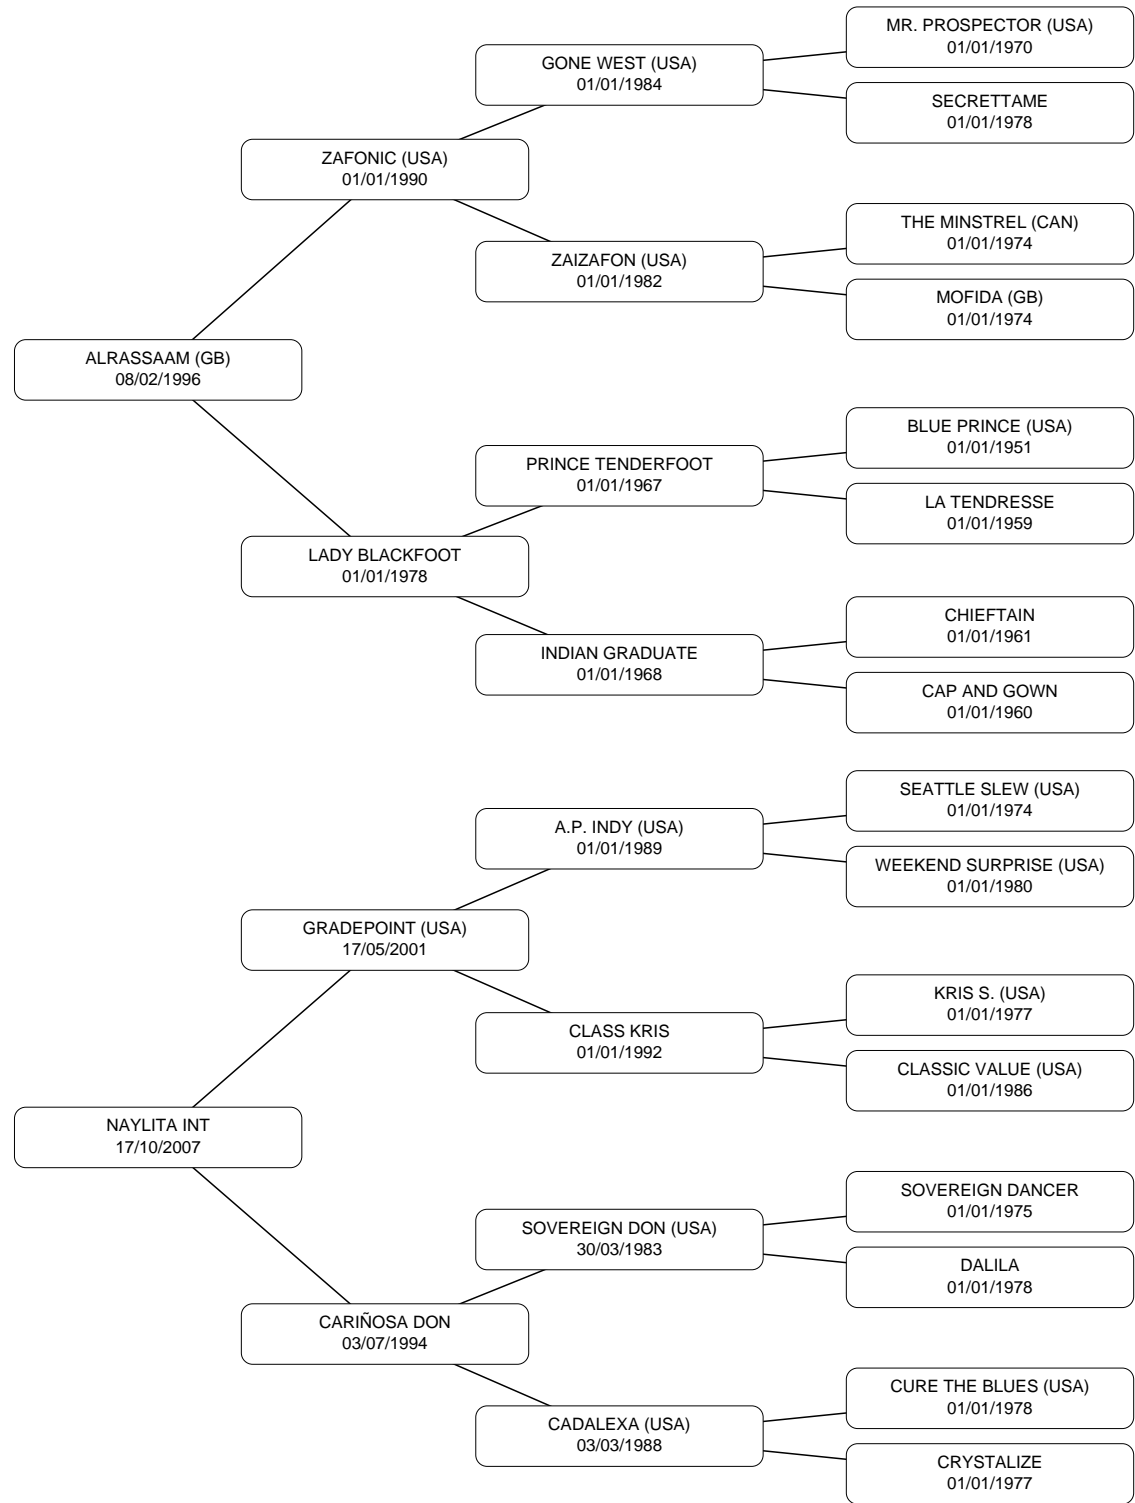 MR. PROSPECTOR (USA)
01/01/1970
GONE WEST (USA)
01/01/1984
SECRETTAME
01/01/1978
ZAFONIC (USA)
01/01/1990
THE MINSTREL (CAN)
01/01/1974
ZAIZAFON (USA)
01/01/1982
MOFIDA (GB)
01/01/1974
ALRASSAAM (GB)
08/02/1996
BLUE PRINCE (USA)
01/01/1951
PRINCE TENDERFOOT
01/01/1967
LA TENDRESSE
01/01/1959
LADY BLACKFOOT
01/01/1978
CHIEFTAIN
01/01/1961
INDIAN GRADUATE
01/01/1968
CAP AND GOWN
01/01/1960
SEATTLE SLEW (USA)
01/01/1974
A.P. INDY (USA)
01/01/1989
WEEKEND SURPRISE (USA)
01/01/1980
GRADEPOINT (USA)
17/05/2001
KRIS S. (USA)
01/01/1977
CLASS KRIS
01/01/1992
CLASSIC VALUE (USA)
01/01/1986
NAYLITA INT
17/10/2007
SOVEREIGN DANCER
01/01/1975
SOVEREIGN DON (USA)
30/03/1983
DALILA
01/01/1978
CARIÑOSA DON
03/07/1994
CURE THE BLUES (USA)
01/01/1978
CADALEXA (USA)
03/03/1988
CRYSTALIZE
01/01/1977